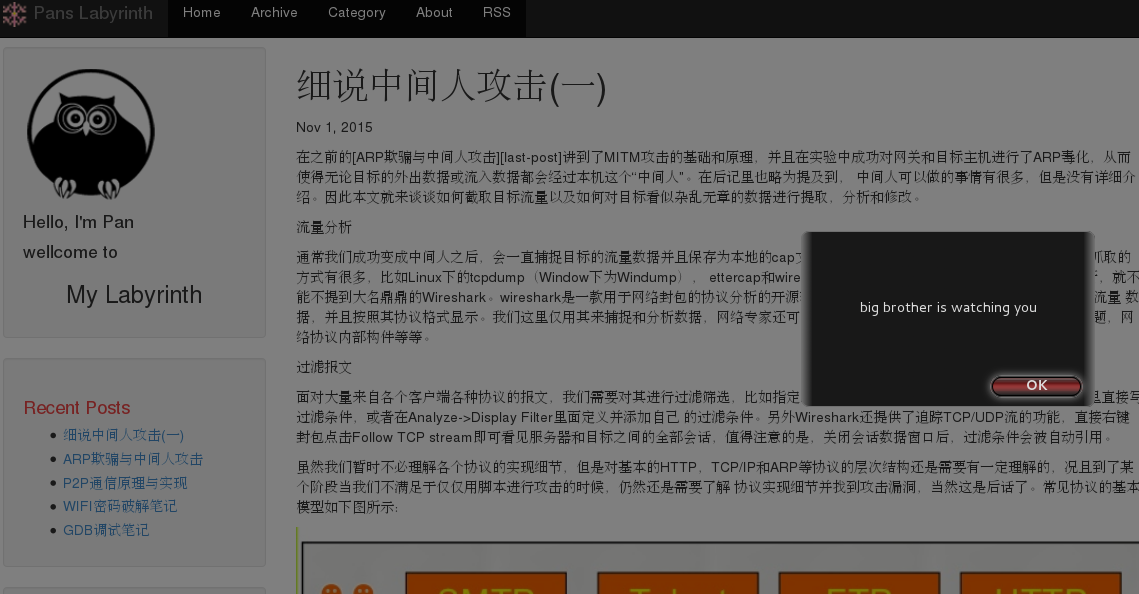 Pans Labyrinth
Home Archive Category About RSS
Hello, I'm Pan
wellcome to
My Labyrinth
Recent Posts
细说中间人攻击(一)
ARP欺骗与中间人攻击
P2P通信原理与实现
WIFI密码破解笔记
GDB调试笔记
细说中间人攻击(一)
Nov 1, 2015
在之前的[ARP欺骗与中间人攻击][last-post]讲到了MITM攻击的基础和原理，并且在实验中成功对网关和目标主机进行了ARP毒化，从而
使得无论目标的外出数据或流入数据都会经过本机这个“中间人”。在后记里也略为提及到， 中间人可以做的事情有很多，但是没有详细介
绍。因此本文就来谈谈如何截取目标流量以及如何对目标看似杂乱无章的数据进行提取，分析和修改。
流量分析
通常我们成功变成中间人之后，会一直捕捉目标的流量数据并且保存为本地的cap文 抓取的
方式有很多，比如Linux下的tcpdump（Window下为Windump）， ettercap和wire ，就不
能不提到大名鼎鼎的Wireshark。wireshark是一款用于网络封包的协议分析的开源 流量 数
据，并且按照其协议格式显示。我们这里仅用其来捕捉和分析数据，网络专家还可 题，网
络协议内部构件等等。
过滤报文
面对大量来自各个客户端各种协议的报文，我们需要对其进行过滤筛选，比如指定 里直接写
过滤条件，或者在Analyze->Display Filter里面定义并添加自己 的过滤条件。另外Wireshark还提供了追踪TCP/UDP流的功能，直接右键
封包点击Follow TCP stream即可看见服务器和目标之间的全部会话，值得注意的是，关闭会话数据窗口后，过滤条件会被自动引用。
虽然我们暂时不必理解各个协议的实现细节，但是对基本的HTTP，TCP/IP和ARP等协议的层次结构还是需要有一定理解的，况且到了某
个阶段当我们不满足于仅仅用脚本进行攻击的时候，仍然还是需要了解 协议实现细节并找到攻击漏洞，当然这是后话了。常见协议的基本
模型如下图所示:
SMTP Telnet FTP HTTP
big brother is watching you
OK